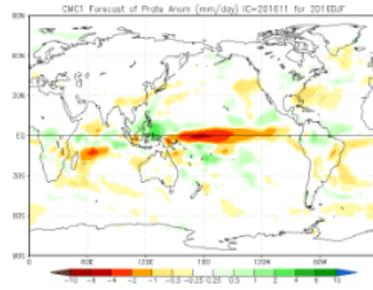 CMC1 Forecast of Prate Anom (mm/day) IC=201611 for 2016DJF
90N
60N
30N
EQ
30S
60S
90S
0 60E 120E 180 120W 60W
-10 -8 -6 -4 -2 -1 -0.5 -0.25 0.25 0.5 1 2 4 6 8 10